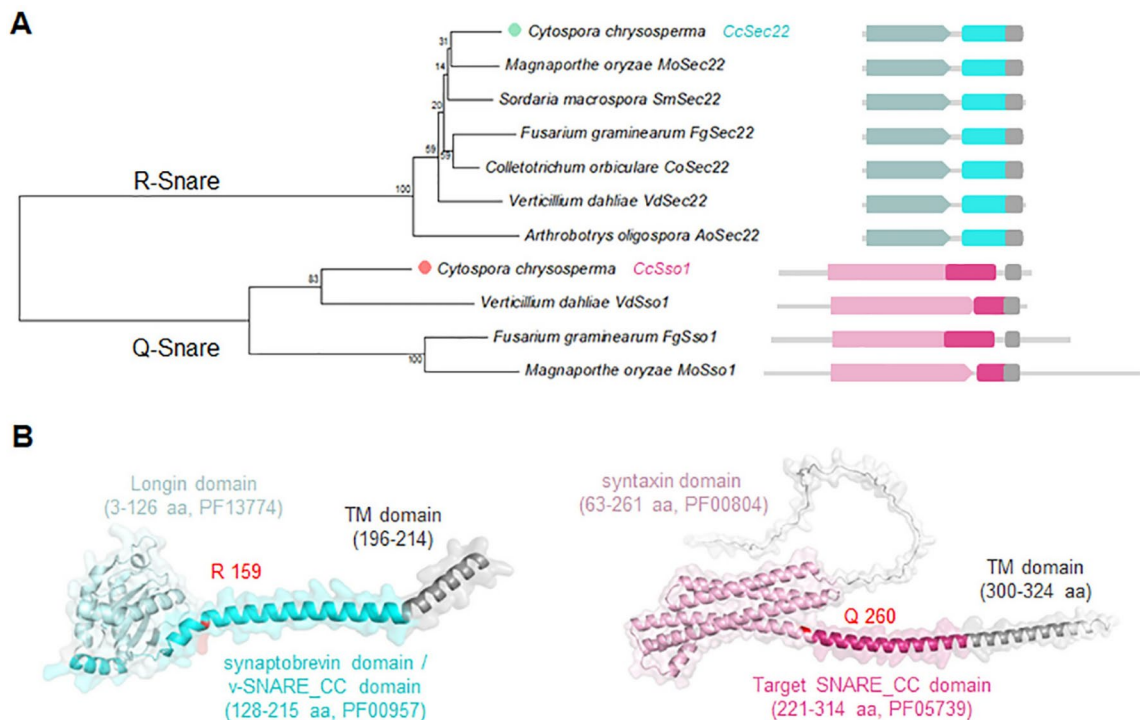 A
Cytospora chrysosperma CcSec22
31
14
Magnaporthe oryzae MoSec22
Sordaria macrospora SmSec22
20
Fusarium graminearum FgSec22
59
59
Colletotrichum orbiculare CoSec22
R-Snare
100
Verticillium dahliae VdSec22
Arthrobotrys oligospora AoSec22
Cytospora chrysosperma CcSso1
83
Verticillium dahliae VdSso1
Q-Snare
Fusarium graminearum FgSso1
100
Magnaporthe oryzae MoSso1
B
Longin domain
(3-126 aa, PF13774)
TM domain
(196-214)
R 159
synaptobrevin domain /
v-SNARE_CC domain
(128-215 aa, PF00957)
syntaxin domain
(63-261 aa, PF00804)
TM domain
(300-324 aa)
Q 260
Target SNARE_CC domain
(221-314 aa, PF05739)